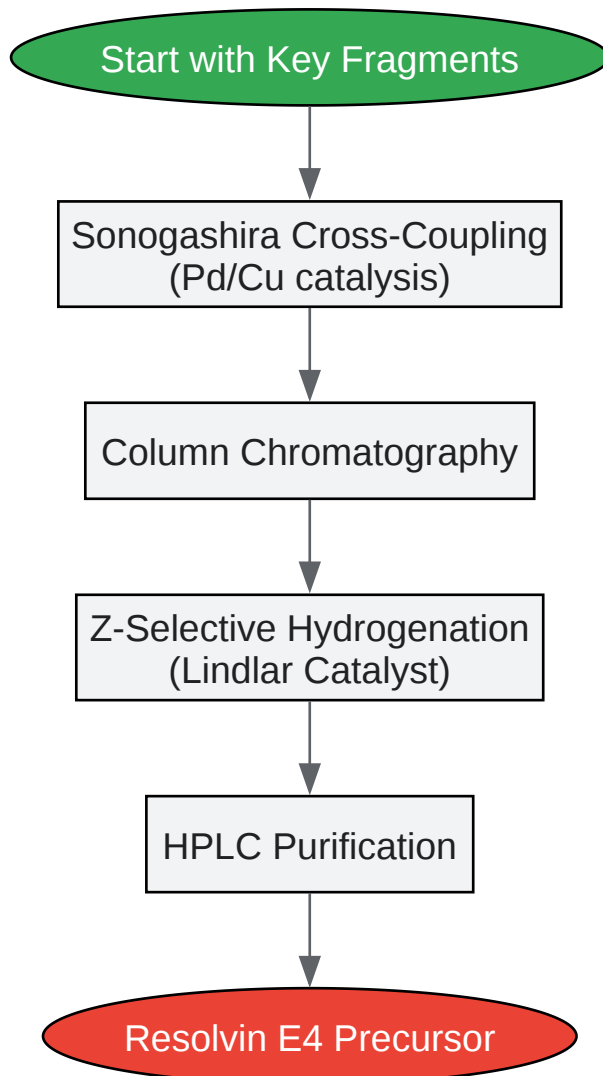 Start with Key Fragments
Sonogashira Cross-Coupling
(Pd/Cu catalysis)
Column Chromatography
Z-Selective Hydrogenation
(Lindlar Catalyst)
HPLC Purification
Resolvin E4 Precursor